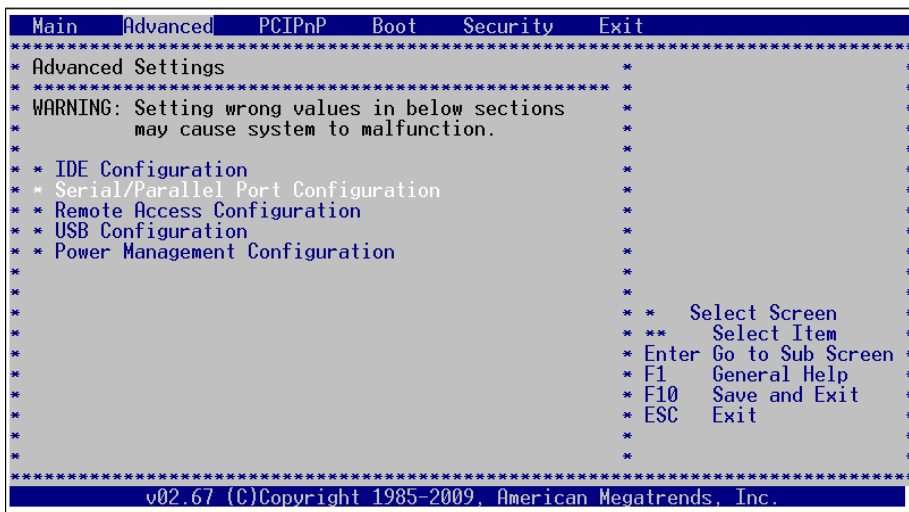 Main Advanced PCIPnP Boot Security Exit
********************************************************************************
* Advanced Settings *
* *************************************************** *
* WARNING: Setting wrong values in below sections *
* may cause system to malfunction. *
* * IDE Configuration *
* * Serial/Parallel Port Configuration *
* * Remote Access Configuration *
* * USB Configuration *
* * Power Management Configuration *
* * Select Screen
* ** Select Item
* Enter Go to Sub Screen
* F1 General Help
* F10 Save and Exit
* ESC Exit
********************************************************************************
v02.67 (C)Copyright 1985-2009, American Megatrends, Inc.